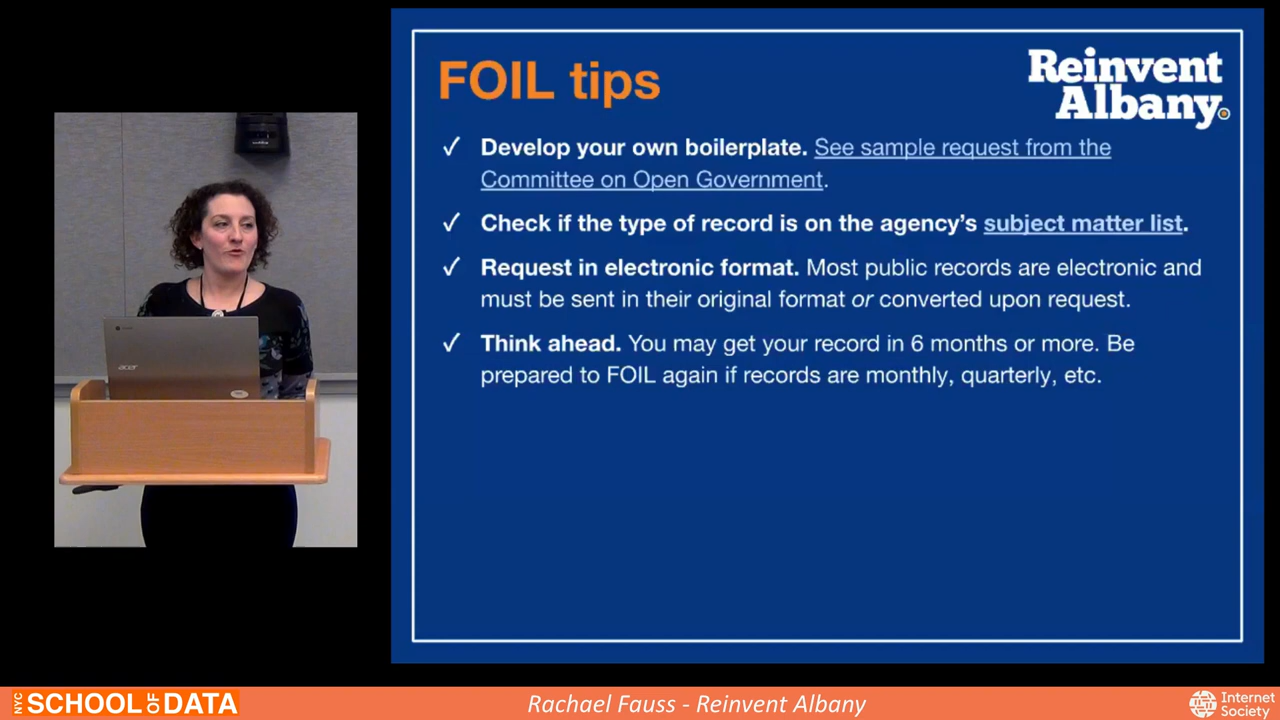 FOIL tips
Reinvent
Albany
✓ Develop your own boilerplate. See sample request from the
Committee on Open Government.
✓ Check if the type of record is on the agency's subject matter list.
✓ Request in electronic format. Most public records are electronic and
must be sent in their original format or converted upon request.
✓ Think ahead. You may get your record in 6 months or more. Be
prepared to FOIL again if records are monthly, quarterly, etc.
acer
NYC SCHOOL OF DATA
Rachael Fauss - Reinvent Albany
Internet
Society